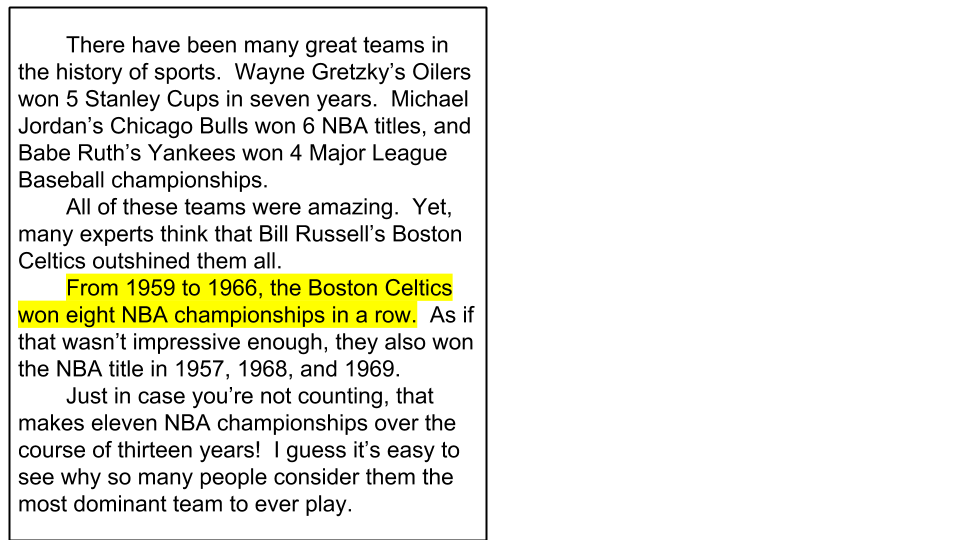 There have been many great teams in
the history of sports.  Wayne Gretzky’s Oilers
won 5 Stanley Cups in seven years.  Michael
Jordan’s Chicago Bulls won 6 NBA titles, and
Babe Ruth’s Yankees won 4 Major League
Baseball championships.
All of these teams were amazing.  Yet,
many experts think that Bill Russell’s Boston
Celtics outshined them all.
From 1959 to 1966, the Boston Celtics
won eight NBA championships in a row.  As if
that wasn’t impressive enough, they also won
the NBA title in 1957, 1968, and 1969.
Just in case you’re not counting, that
makes eleven NBA championships over the
course of thirteen years!  I guess it’s easy to
see why so many people consider them the
most dominant team to ever play.